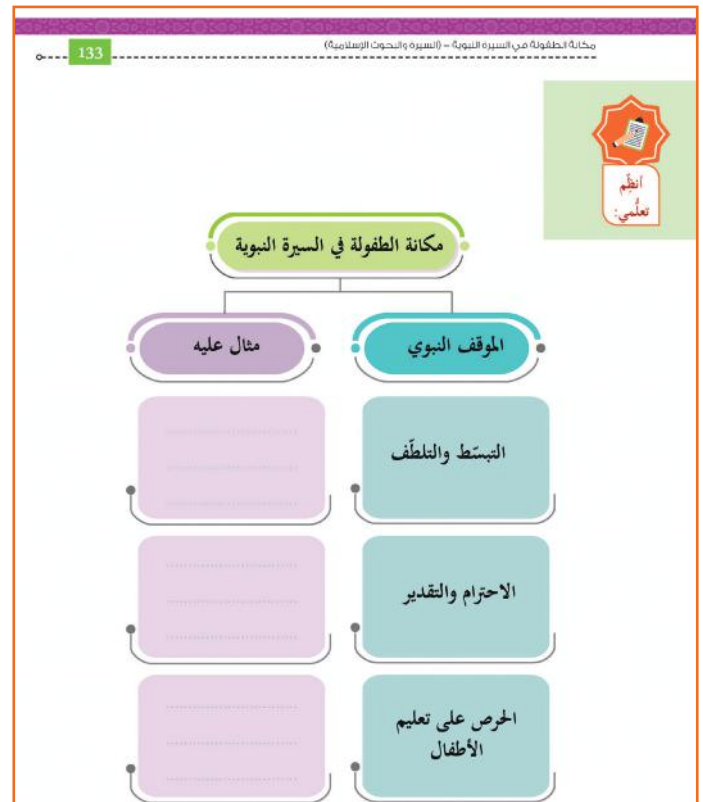 مكانة الطفولة في السيرة النبوية – (السيرة والبحوث الإسلامية)
133
أنظّم
تعلُّمي:
مكانة الطفولة في السيرة النبوية
الموقف النبوي
مثال عليه
التبسّط والتلطّف
الاحترام والتقدير
الحرص على تعليم
الأطفال